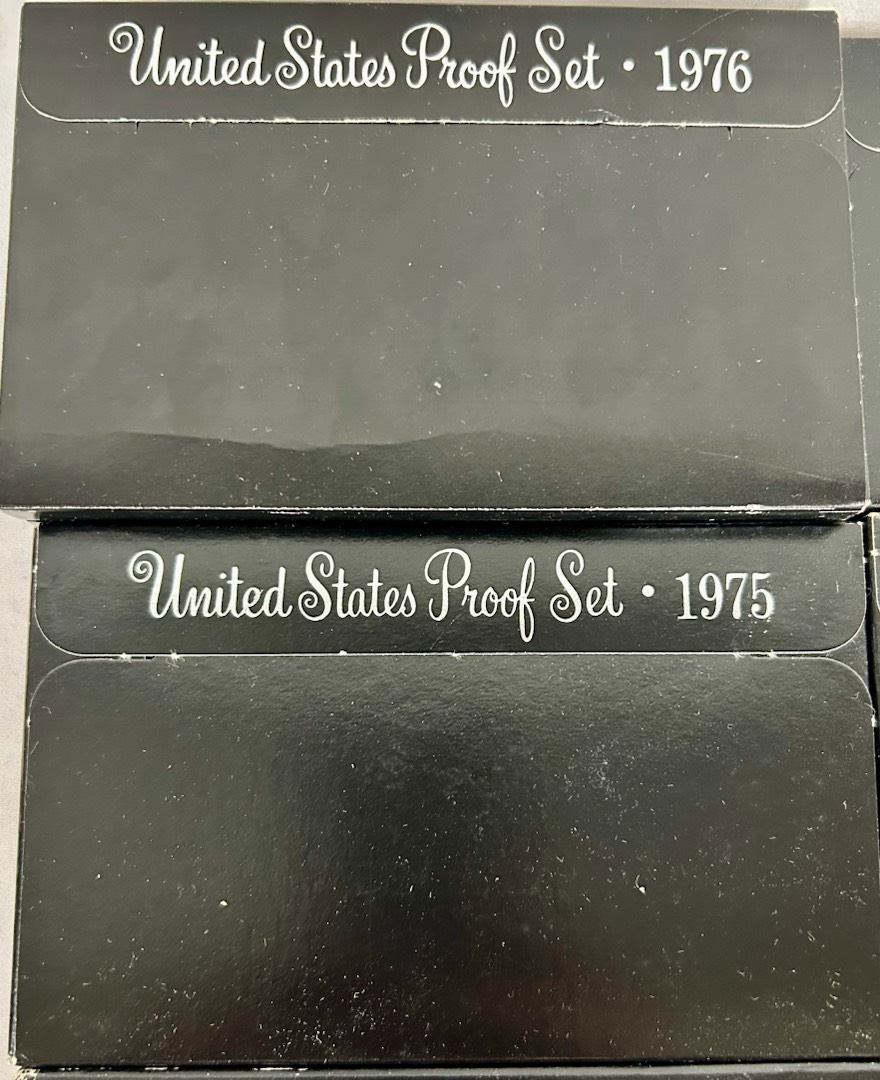 United States Proof Set · 1976
United States Proof Set · 1975